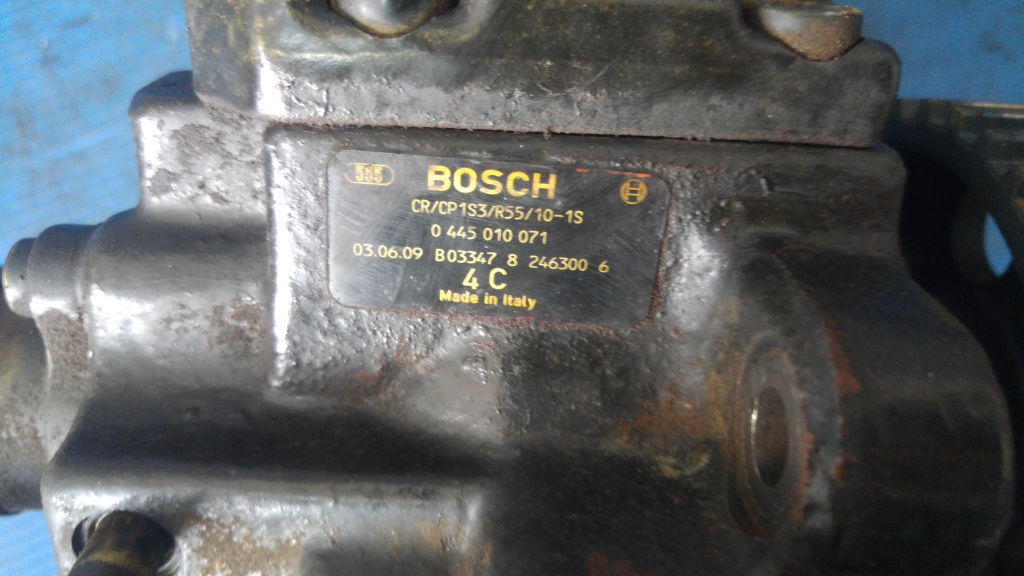 555 BOSCH
CR/CP1S3/R55/10-1S
0 445 010 071
03.06.09 B03347 8 246300 6
4 C
Made in Italy